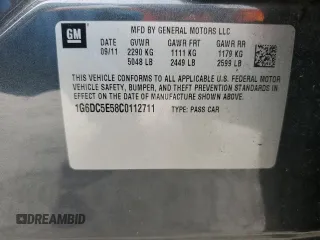 GM
MFD BY GENERAL MOTORS LLC
DATE GVWR GAWR FRT GAWR RR
09/11 2290 KG 1111 KG 1179 KG
5048 LB 2449 LB 2599 LB
THIS VEHICLE CONFORMS TO ALL APPLICABLE U.S. FEDERAL MOTOR
VEHICLE SAFETY, BUMPER, AND THEFT PREVENTION STANDARDS IN
EFFECT ON THE DATE OF MANUFACTURE SHOWN ABOVE.
1G6DC5E58C0112711 TYPE: PASS CAR
DREAMBID